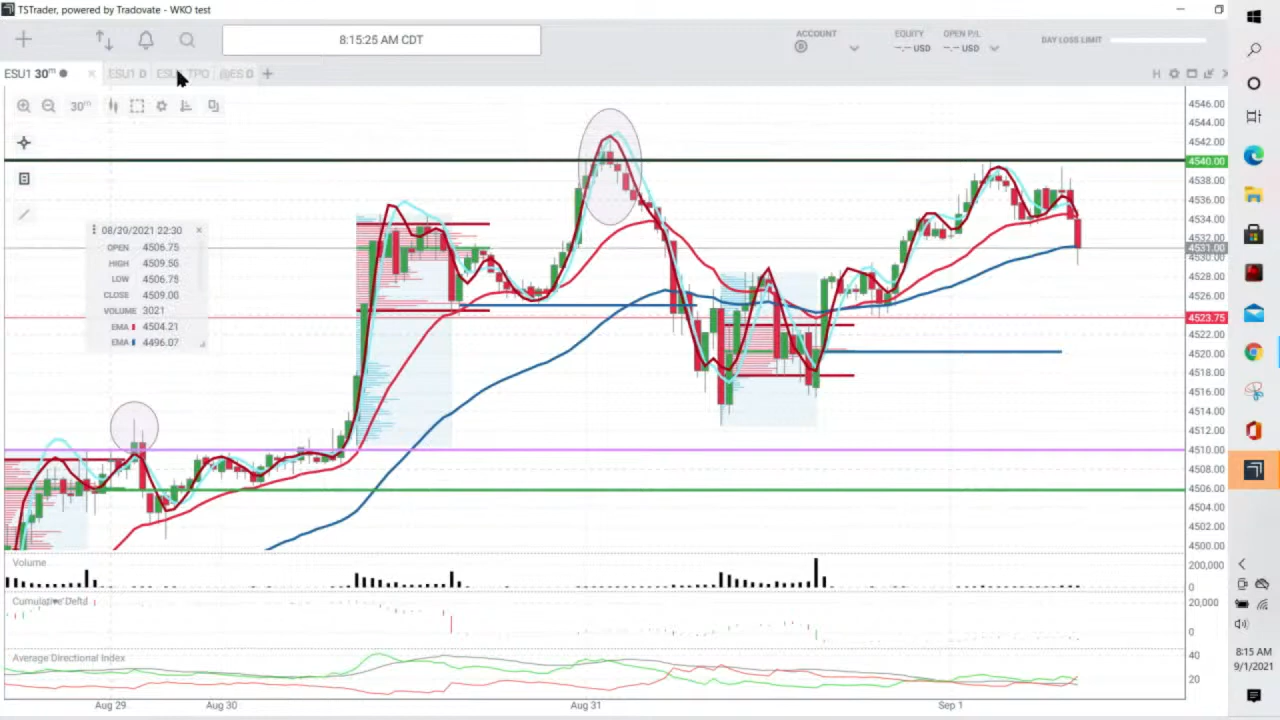 TSTrader, powered by Tradovate - WKO test
8:15:25 AM CDT
ACCOUNT
EQUITY
-.-- USD
OPEN P/L
-.-- USD
DAY LOSS LIMIT
ESU1 30m
ESU1 D
TPO
@ES D
H
30m
08/29/2021 22:30
OPEN 4506.75
HIGH 4509.50
LOW 4506.75
CLOSE 4509.00
VOLUME 3021
EMA 4504.21
EMA 4496.07
4546.00
4544.00
4542.00
4540.00
4538.00
4536.00
4534.00
4532.00
4531.00
4530.00
4528.00
4526.00
4523.75
4522.00
4520.00
4518.00
4516.00
4514.00
4512.00
4510.00
4508.00
4506.00
4504.00
4502.00
4500.00
Volume
200,000
0
Cumulative Delta
20,000
0
Average Directional Index
40
20
Aug 29
Aug 30
Aug 31
Sep 1
8:15 AM
9/1/2021